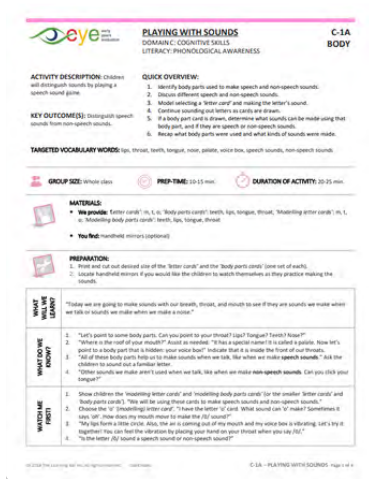 eye early years evaluation
PLAYING WITH SOUNDS
DOMAIN C: COGNITIVE SKILLS
LITERACY: PHONOLOGICAL AWARENESS
C-1A
BODY
ACTIVITY DESCRIPTION: Children
will distinguish sounds by playing a
speech sound game.
KEY OUTCOME(S): Distinguish speech
sounds from non-speech sounds.
QUICK OVERVIEW:
1. Identify body parts used to make speech and non-speech sounds.
2. Discuss different speech and non-speech sounds.
3. Model selecting a 'letter card' and making the letter's sound.
4. Continue sounding out letters as cards are drawn.
5. If a body part card is drawn, determine what sounds can be made using that
body part, and if they are speech or non-speech sounds.
6. Recap what body parts were used and what kinds of sounds were made.
TARGETED VOCABULARY WORDS: lips, throat, teeth, tongue, nose, palate, voice box, speech sounds, non-speech sounds
GROUP SIZE: Whole class
PREP-TIME: 10-15 min.
DURATION OF ACTIVITY: 20-25 min.
MATERIALS:
• We provide: 'Letter cards': m, t, o; 'Body parts cards': teeth, lips, tongue, throat; 'Modelling letter cards': m, t,
o; 'Modelling body parts cards': teeth, lips, tongue, throat
• You find: handheld mirrors (optional)
PREPARATION:
1. Print and cut out desired size of the 'letter cards' and the 'body parts cards' (one set of each).
2. Locate handheld mirrors if you would like the children to watch themselves as they practice making the
sounds.
WHAT
WILL WE
LEARN?
"Today we are going to make sounds with our breath, throat, and mouth to see if they are sounds we make when
we talk or sounds we make when we make a noise."
WHAT DO WE
KNOW?
1. "Let's point to some body parts. Can you point to your throat? Lips? Tongue? Teeth? Nose?"
2. "Where is the roof of your mouth?" Assist as needed. "It has a special name! It is called a palate. Now let's
point to a body part that is hidden: your voice box!" Indicate that it is inside the front of our throats.
3. "All of these body parts help us to make sounds when we talk, like when we make speech sounds." Ask the
children to sound out a familiar letter.
4. "Other sounds we make aren't used when we talk, like when we make non-speech sounds. Can you click your
tongue?"
WATCH ME
FIRST!
1. Show children the 'modelling letter cards' and 'modelling body parts cards' (or the smaller 'letter cards' and
'body parts cards'). "We will be using these cards to make speech sounds and non-speech sounds."
2. Choose the 'o' (modelling) letter card. "I have the letter 'o' card. What sound can 'o' make? Sometimes it
says 'oh'. How does my mouth move to make the /ō/ sound?"
3. "My lips form a little circle. Also, the air is coming out of my mouth and my voice box is vibrating. Let's try it
together! You can feel the vibration by placing your hand on your throat when you say /ō/."
4. "Is the letter /ō/ sound a speech sound or non-speech sound?"
C-1A – PLAYING WITH SOUNDS